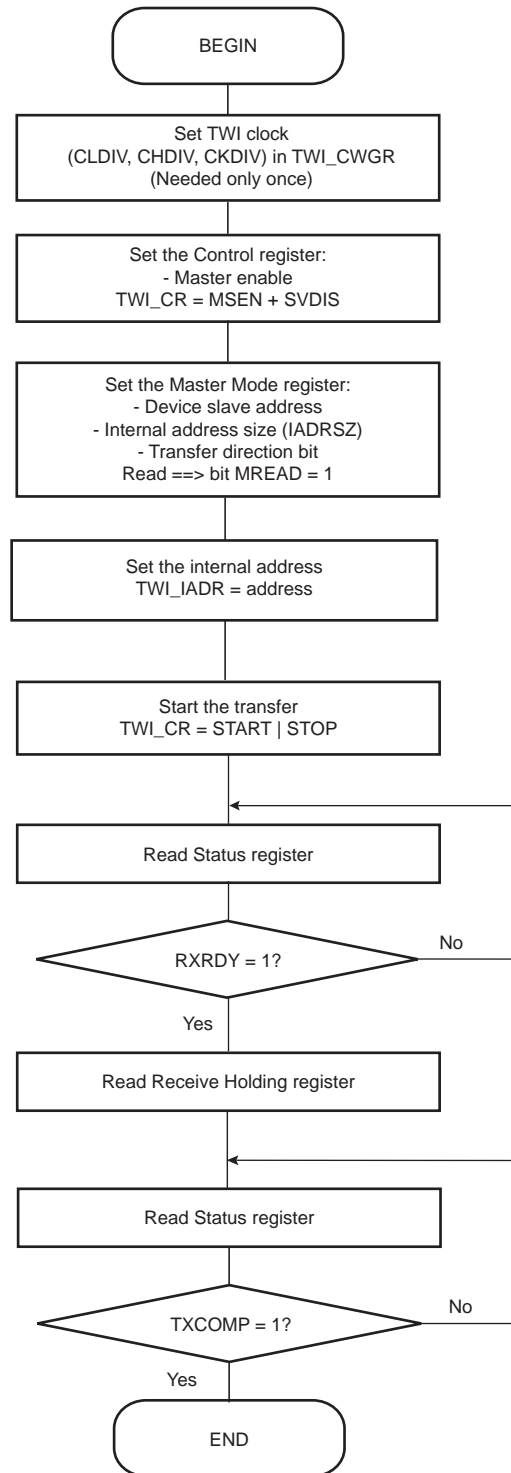 BEGIN
Set TWI clock
(CLDIV, CHDIV, CKDIV) in TWI_CWGR
(Needed only once)
Set the Control register:
- Master enable
TWI_CR = MSEN + SVDIS
Set the Master Mode register:
- Device slave address
- Internal address size (IADRSZ)
- Transfer direction bit
Read ==> bit MREAD = 1
Set the internal address
TWI_IADR = address
Start the transfer
TWI_CR = START | STOP
Read Status register
RXRDY = 1?
No
Yes
Read Receive Holding register
Read Status register
TXCOMP = 1?
No
Yes
END